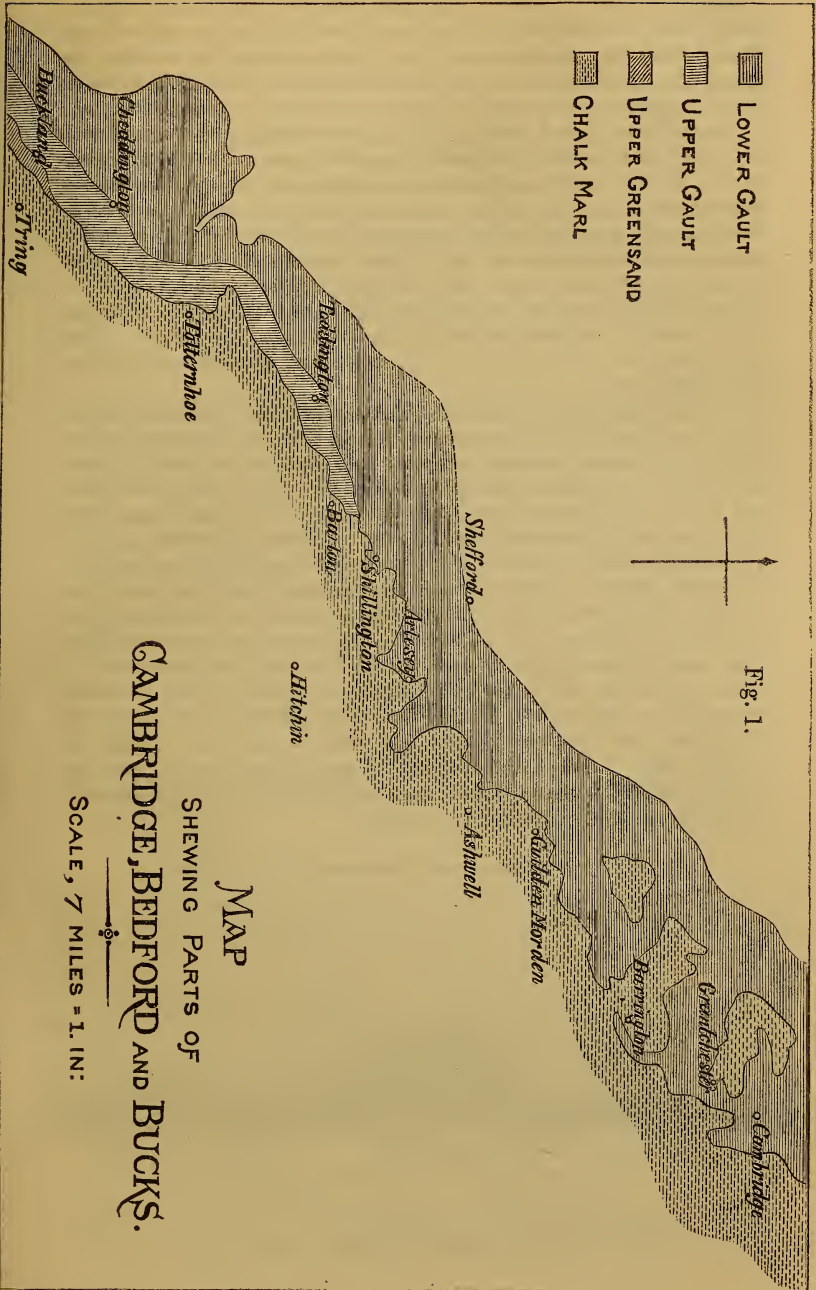 Fig. 1.
LOWER GAULT
UPPER GAULT
UPPER GREENSAND
CHALK MARL
Cambridge
Grantchester
Barrington
Guilden Morden
Ashwell
Shefford
Arlesey
Shillington
Barton
Hitchin
Toddington
Totternhoe
Cheddington
Buckland
Tring
MAP
SHEWING PARTS OF
CAMBRIDGE, BEDFORD AND BUCKS.
SCALE, 7 MILES = 1. IN: